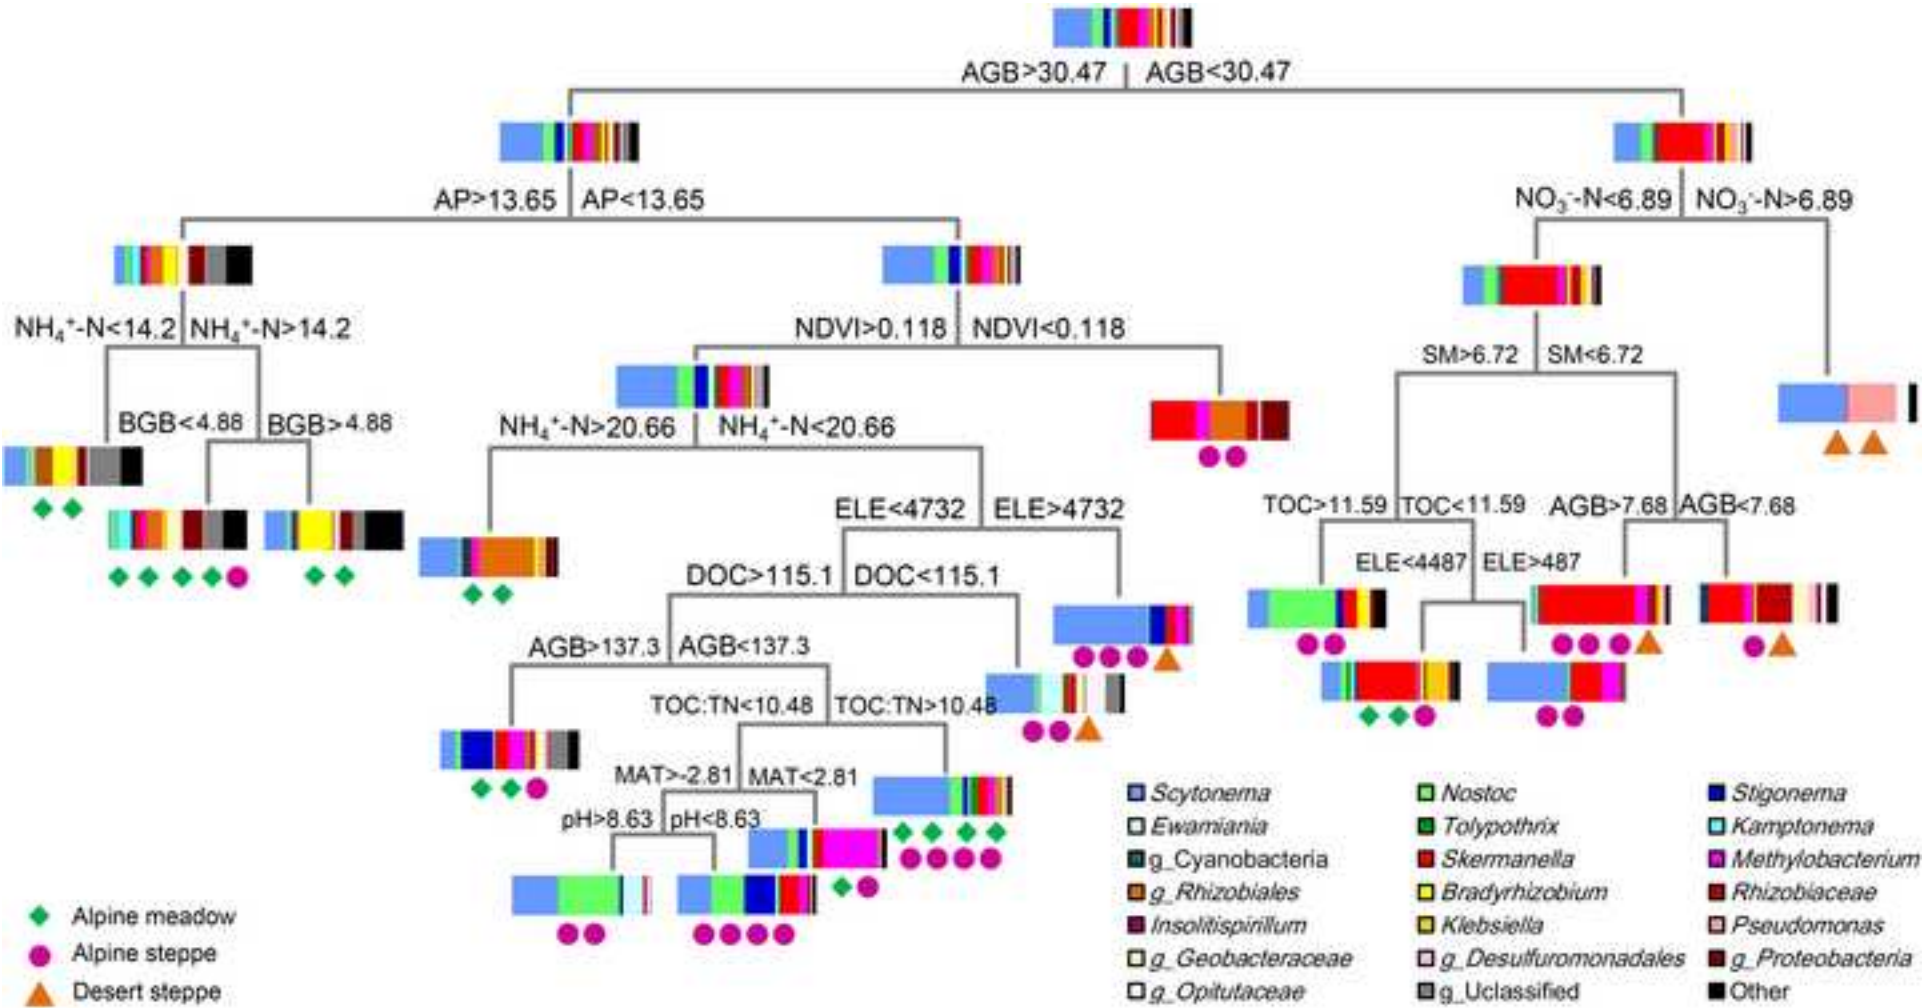 AGB>30.47 AGB<30.47
AP>13.65 AP<13.65
NO₃⁻-N<6.89 NO₃⁻-N>6.89
NH₄⁺-N<14.2 NH₄⁺-N>14.2
NDVI>0.118 NDVI<0.118
SM>6.72 SM<6.72
BGB<4.88 BGB>4.88
NH₄⁺-N>20.66 NH₄⁺-N<20.66
ELE<4732 ELE>4732
TOC>11.59 TOC<11.59
AGB>7.68 AGB<7.68
ELE<4487 ELE>487
DOC>115.1 DOC<115.1
AGB>137.3 AGB<137.3
TOC:TN<10.48 TOC:TN>10.48
MAT>-2.81 MAT<2.81
pH>8.63 pH<8.63
Alpine meadow
Alpine steppe
Desert steppe
Scytonema Nostoc Stigonema
Ewamiania Tolypothrix Kamptonema
g_Cyanobacteria Skermanella Methylobacterium
g_Rhizobiales Bradyrhizobium Rhizobiaceae
Insolitispirillum Klebsiella Pseudomonas
g_Geobacteraceae g_Desulfuromonadales g_Proteobacteria
g_Opitutaceae g_Uclassified Other